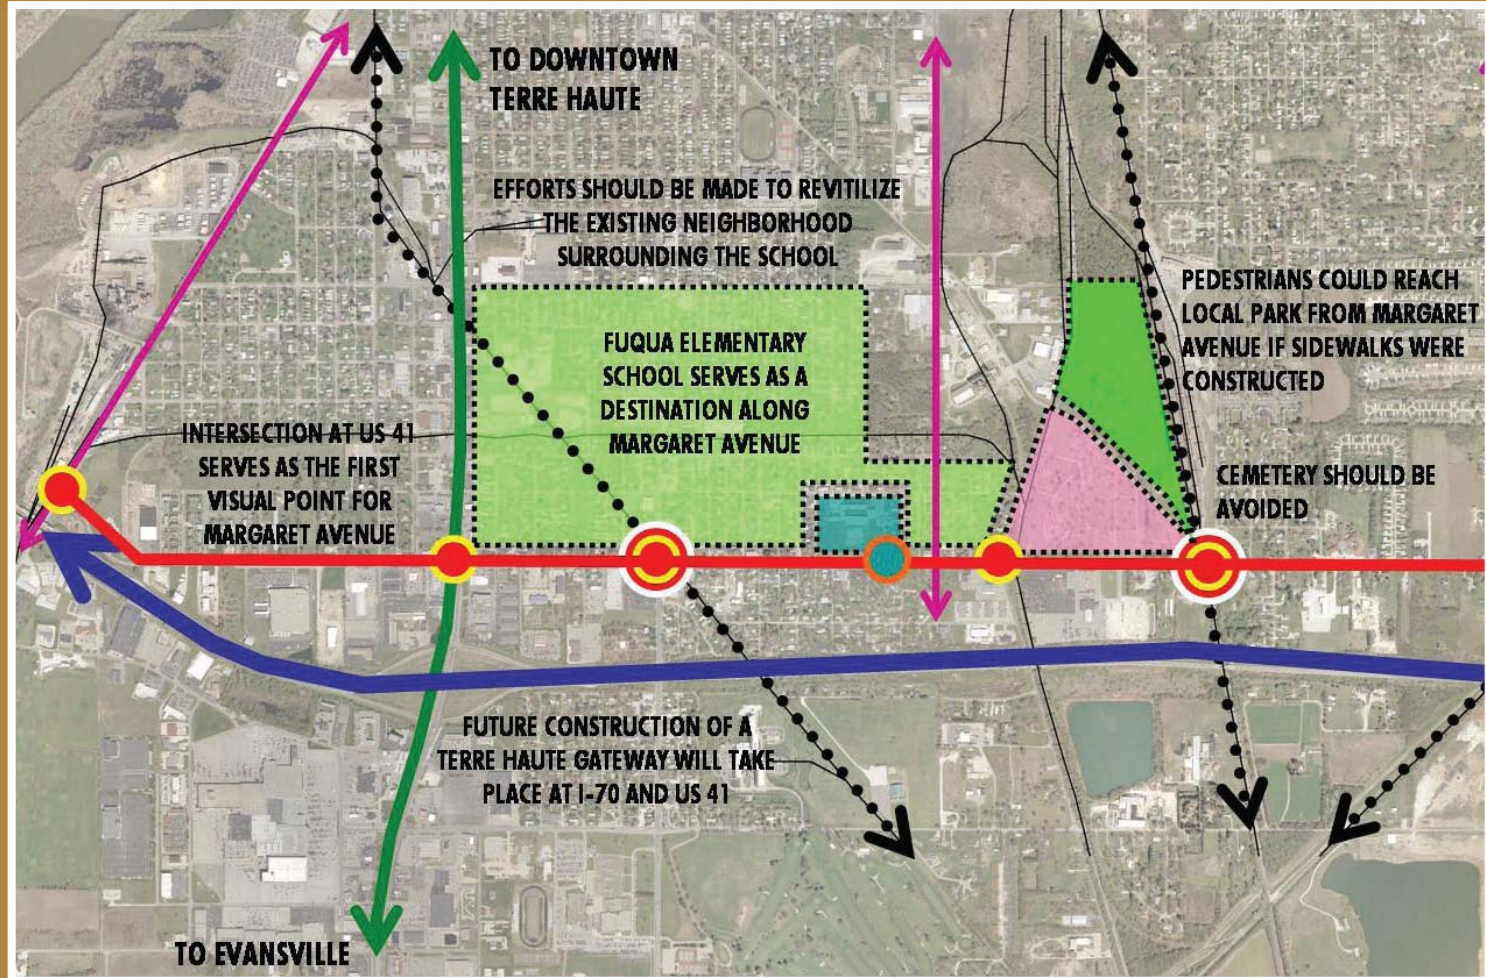 TO DOWNTOWN
TERRE HAUTE
EFFORTS SHOULD BE MADE TO REVITILIZE
THE EXISTING NEIGHBORHOOD
SURROUNDING THE SCHOOL
PEDESTRIANS COULD REACH
LOCAL PARK FROM MARGARET
AVENUE IF SIDEWALKS WERE
CONSTRUCTED
FUQUA ELEMENTARY
SCHOOL SERVES AS A
DESTINATION ALONG
MARGARET AVENUE
INTERSECTION AT US 41
SERVES AS THE FIRST
VISUAL POINT FOR
MARGARET AVENUE
CEMETERY SHOULD BE
AVOIDED
FUTURE CONSTRUCTION OF A
TERRE HAUTE GATEWAY WILL TAKE
PLACE AT I-70 AND US 41
TO EVANSVILLE